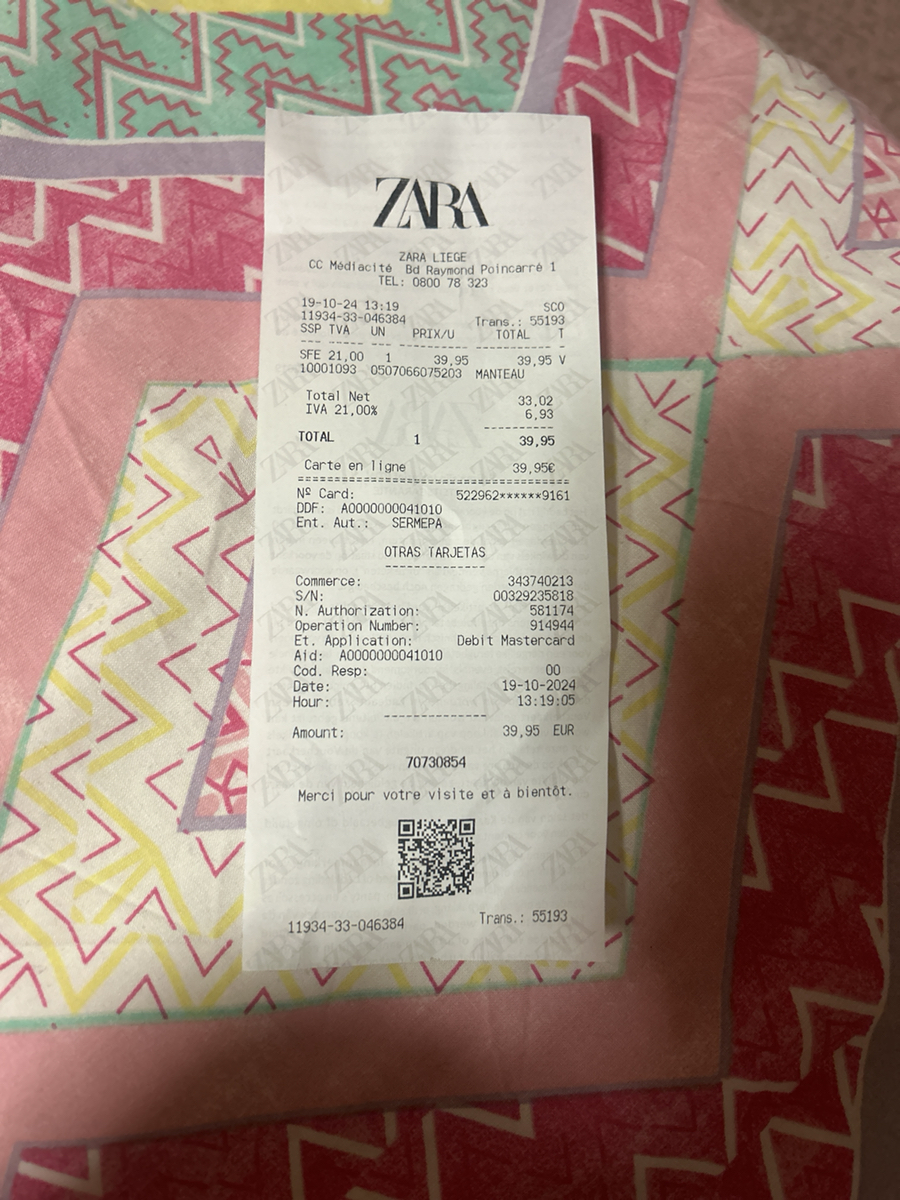 ZARA
ZARA LIEGE
CC Médiacité Bd Raymond Poincarré 1
TEL: 0800 78 323
19-10-24 13:19 SCO
11934-33-046384 Trans.: 55193
SSP TVA UN PRIX/U TOTAL T
--- ----- --- --------- ----------- -
SFE 21,00 1 39,95 39,95 V
10001093 0507066075203 MANTEAU
Total Net 33,02
IVA 21,00% 6,93
----------
TOTAL 1 39,95
Carte en ligne 39,95€
========================================
Nº Card: 522962******9161
DDF: A0000000041010
Ent. Aut.: SERMEPA
OTRAS TARJETAS
--------------
Commerce: 343740213
S/N: 00329235818
N. Authorization: 581174
Operation Number: 914944
Et. Application: Debit Mastercard
Aid: A0000000041010
Cod. Resp: 00
Date: 19-10-2024
Hour: 13:19:05
--------------
Amount: 39,95 EUR
70730854
Merci pour votre visite et à bientôt.
11934-33-046384 Trans.: 55193